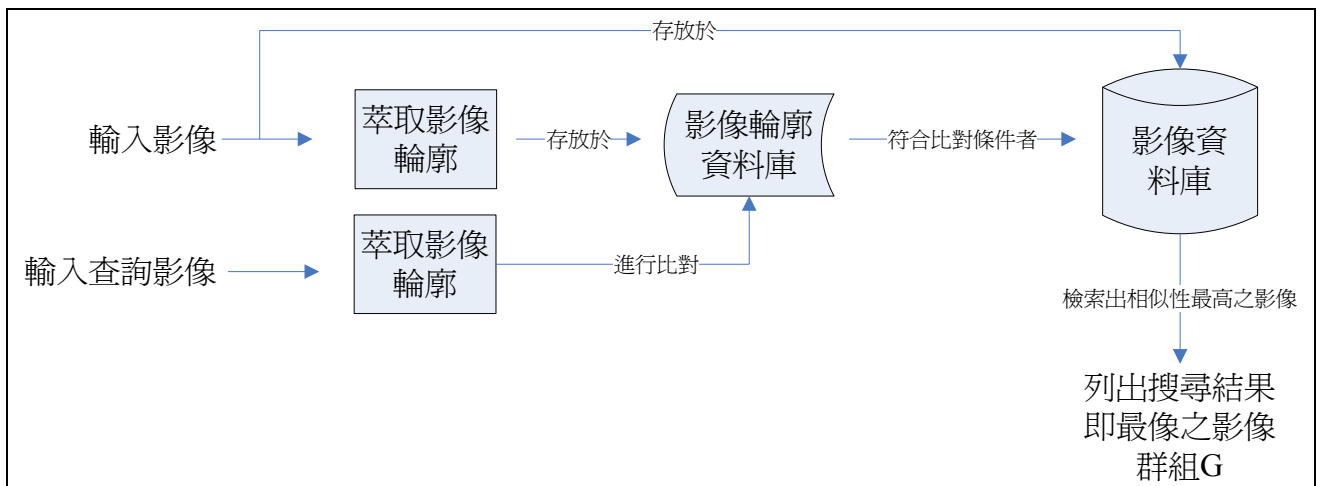 存放於
輸入影像
萃取影像
輪廓
存放於
影像輪廓
資料庫
符合比對條件者
影像資
料庫
輸入查詢影像
萃取影像
輪廓
進行比對
檢索出相似性最高之影像
列出搜尋結果
即最像之影像
群組G